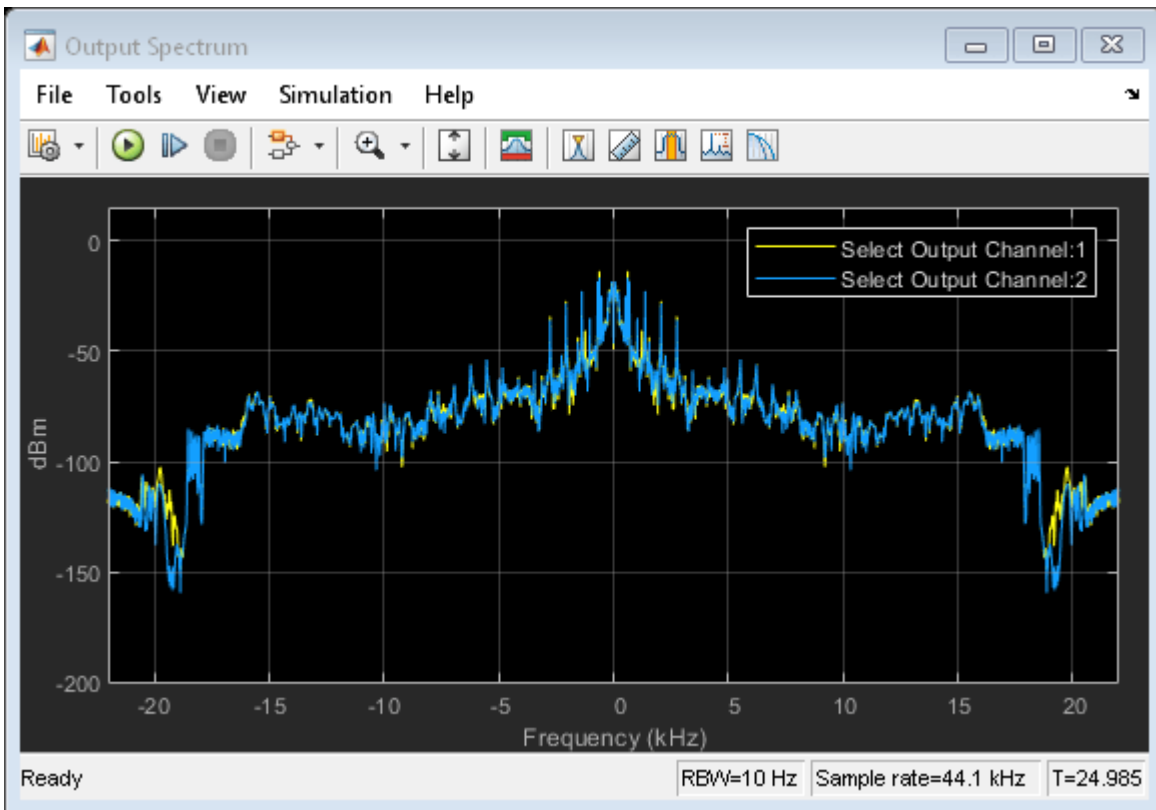 Output Spectrum
File Tools View Simulation Help
Select Output Channel:1
Select Output Channel:2
0
-50
-100
-150
-200
dBm
-20 -15 -10 -5 0 5 10 15 20
Frequency (kHz)
Ready RBW=10 Hz Sample rate=44.1 kHz T=24.985